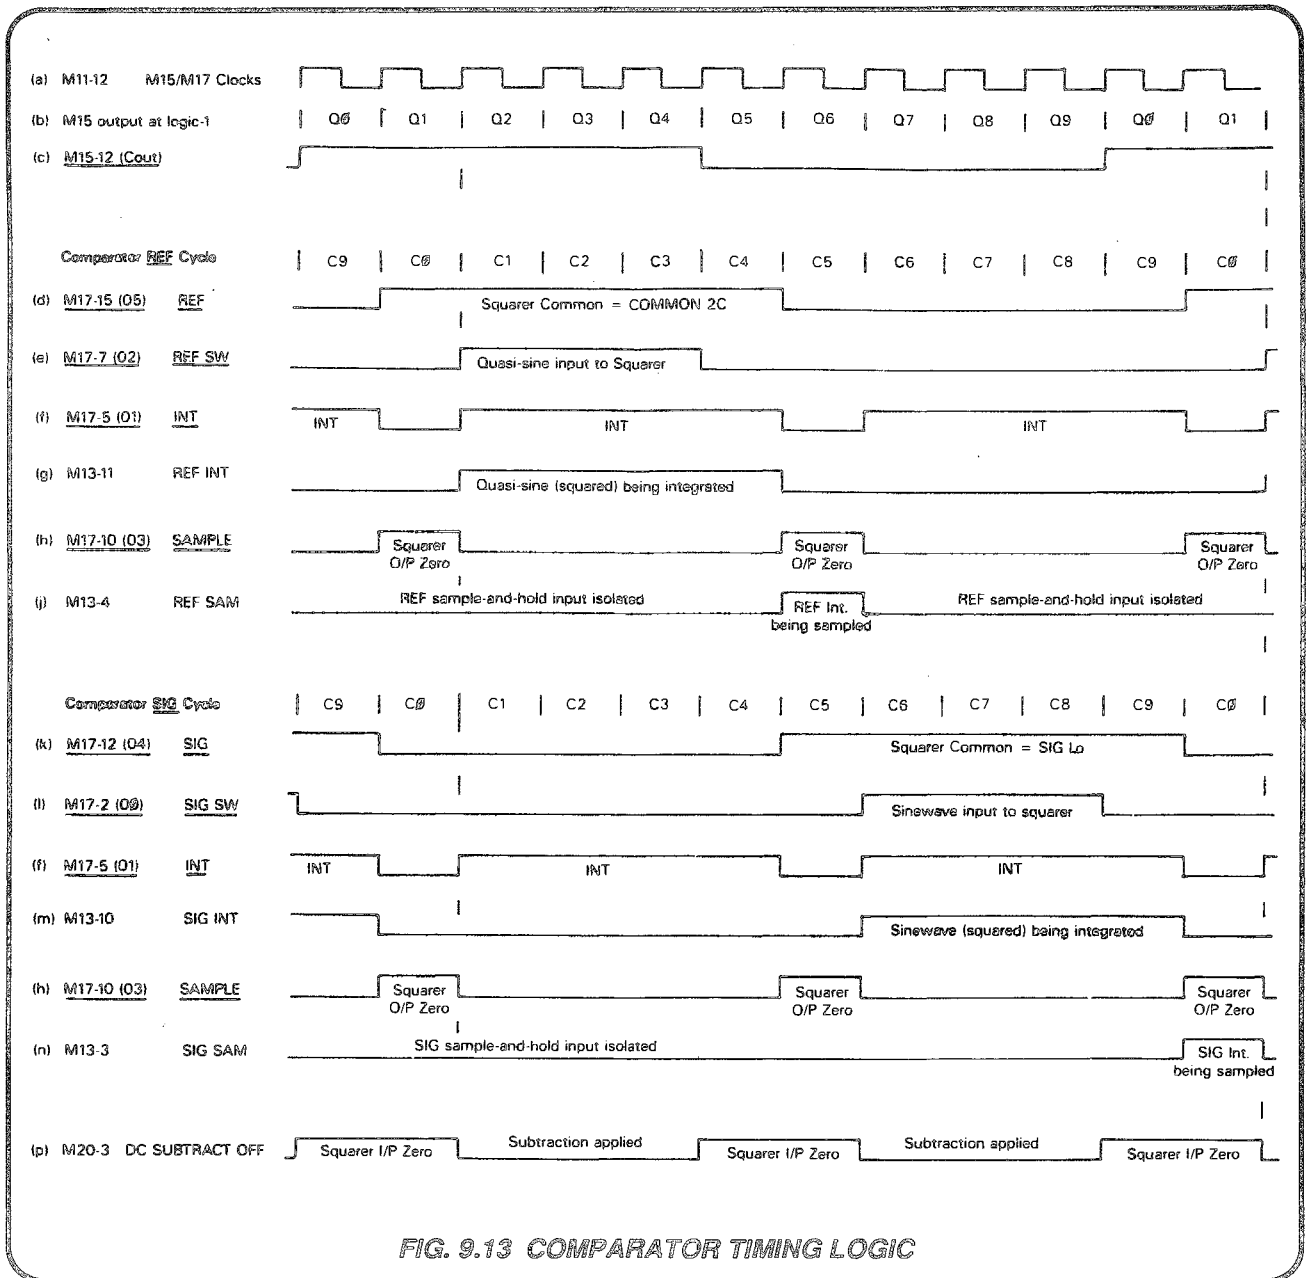 (a) M11-12 M15/M17 Clocks
(b) M15 output at logic-1 | QØ | Q1 | Q2 | Q3 | Q4 | Q5 | Q6 | Q7 | Q8 | Q9 | QØ | Q1 |
(c) M15-12 (Cout)
Comparator REF Cycle | C9 | CØ | C1 | C2 | C3 | C4 | C5 | C6 | C7 | C8 | C9 | CØ |
(d) M17-15 (05) REF Squarer Common = COMMON 2C
(e) M17-7 (02) REF SW Quasi-sine input to Squarer
(f) M17-5 (01) INT INT INT INT
(g) M13-11 REF INT Quasi-sine (squared) being integrated
(h) M17-10 (03) SAMPLE Squarer Squarer Squarer
O/P Zero O/P Zero O/P Zero
(j) M13-4 REF SAM REF sample-and-hold input isolated REF Int. REF sample-and-hold input isolated
being sampled
Comparator SIG Cycle | C9 | CØ | C1 | C2 | C3 | C4 | C5 | C6 | C7 | C8 | C9 | CØ |
(k) M17-12 (04) SIG Squarer Common = SIG Lo
(l) M17-2 (0Ø) SIG SW Sinewave input to squarer
(f) M17-5 (01) INT INT INT INT
(m) M13-10 SIG INT Sinewave (squared) being integrated
(h) M17-10 (03) SAMPLE Squarer Squarer Squarer
O/P Zero O/P Zero O/P Zero
(n) M13-3 SIG SAM SIG sample-and-hold input isolated SIG Int.
being sampled
(p) M20-3 DC SUBTRACT OFF Squarer I/P Zero Subtraction applied Squarer I/P Zero Subtraction applied Squarer I/P Zero
FIG. 9.13 COMPARATOR TIMING LOGIC